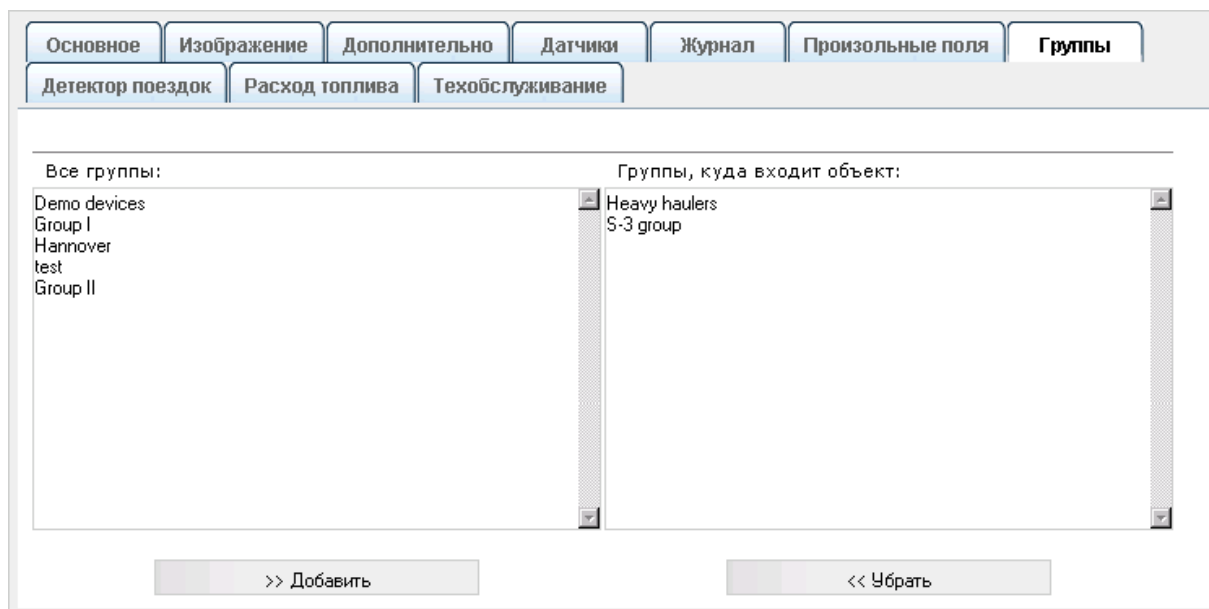 Основное Изображение Дополнительно Датчики Журнал Произольные поля Группы
Детектор поездок Расход топлива Техобслуживание
Все группы: Группы, куда входит объект:
Demo devices Heavy haulers
Group I S-3 group
Hannover
test
Group II
>> Добавить << Убрать